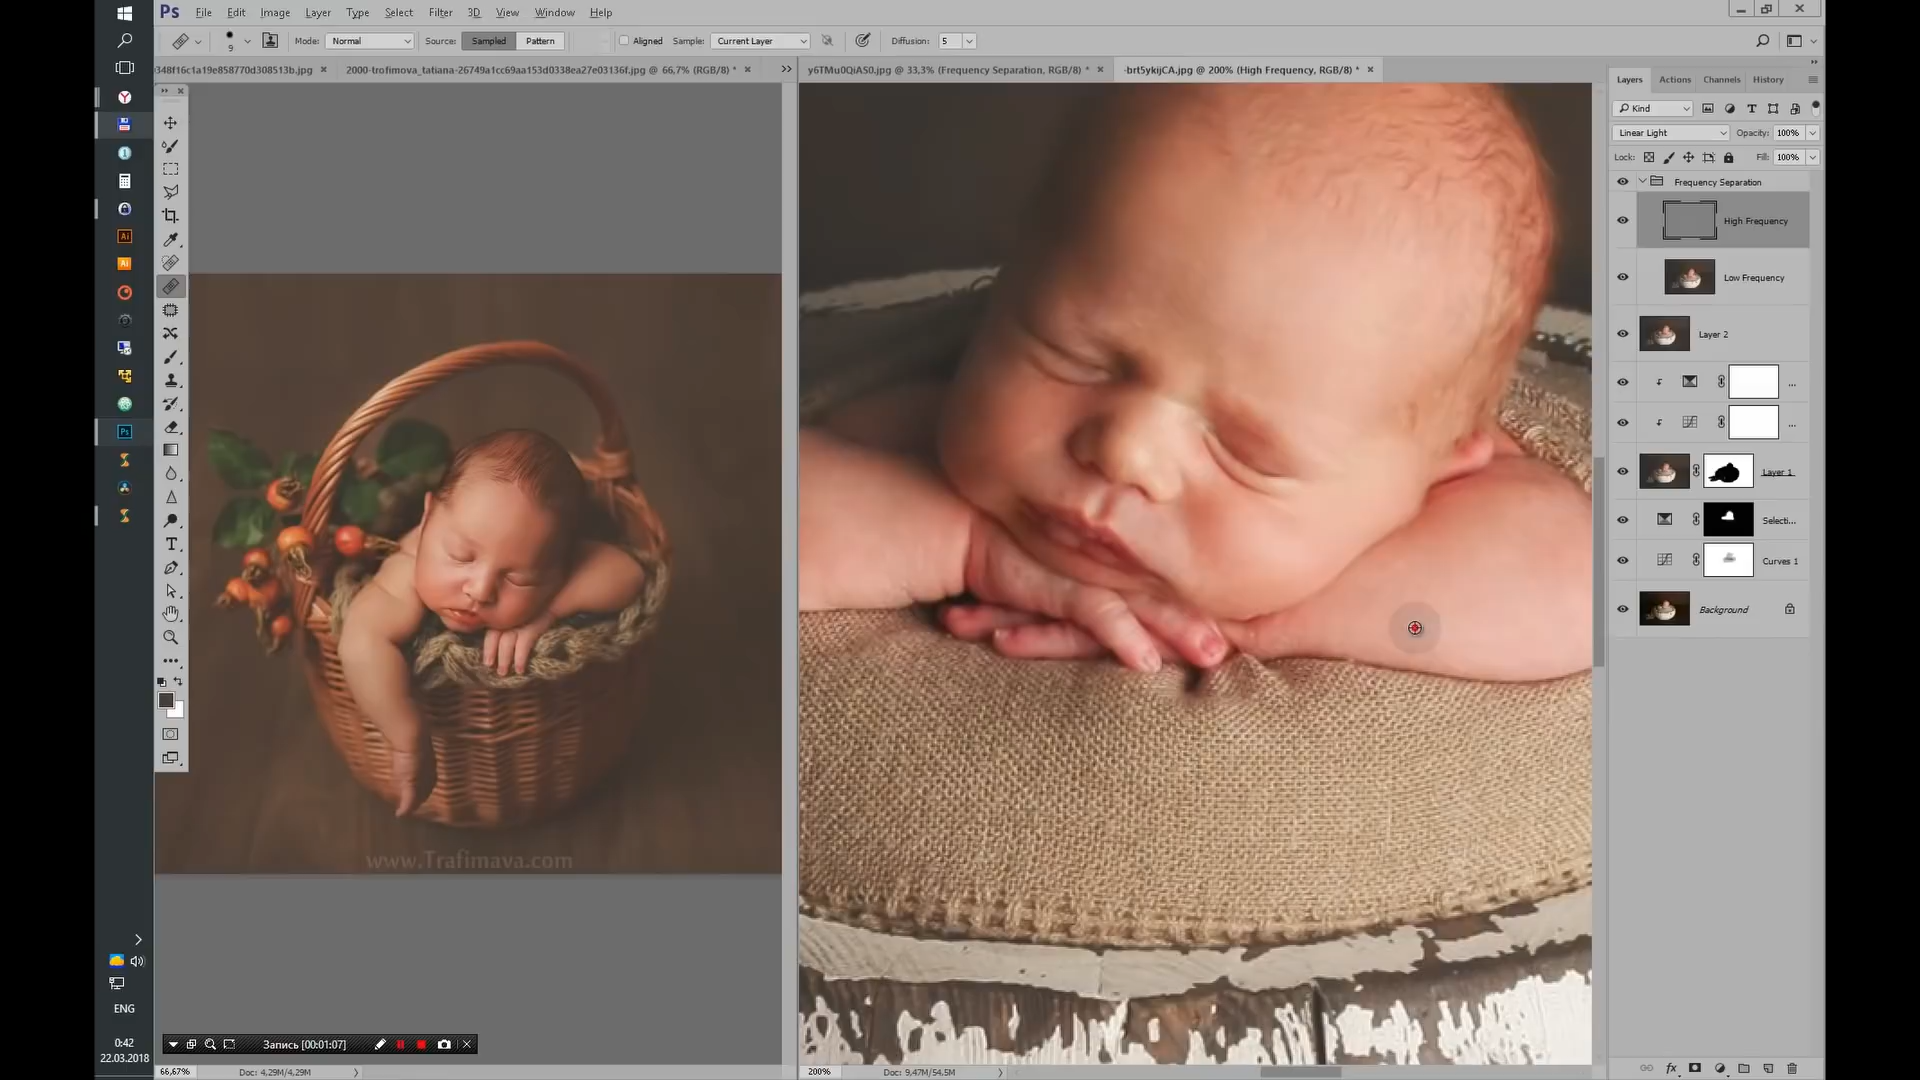 Ps File Edit Image Layer Type Select Filter 3D View Window Help
9 Mode: Normal Source: Sampled Pattern Aligned Sample: Current Layer Diffusion: 5
348f16c1a19e858770d308513b.jpg 2000-trofimova_tatiana-26749a1cc69aa153d0338ea27e03136f.jpg @ 66,7% (RGB/8) * y6TMu0QiAS0.jpg @ 33,3% (Frequency Separation, RGB/8) * -brt5ykijCA.jpg @ 200% (High Frequency, RGB/8) *
Layers Actions Channels History
Kind
Linear Light Opacity: 100%
Lock: Fill: 100%
Frequency Separation
High Frequency
Low Frequency
Layer 2
...
...
Layer 1
Selecti...
Curves 1
Background
Ai
Ai
Ps
T
www.Trafimava.com
ENG
0:42
22.03.2018
Запись [00:01:07]
66,67% Doc: 4,29M/4,29M
200% Doc: 9,47M/54,5M
fx